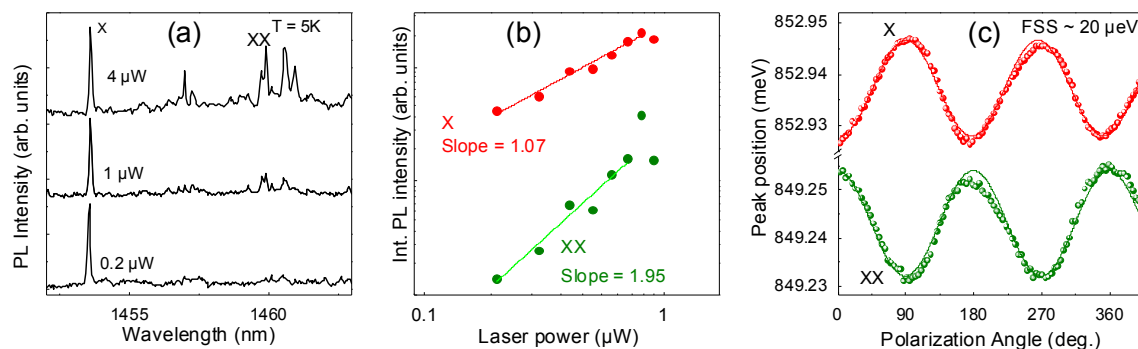 (a)
X
XX
T = 5K
4 µW
1 µW
0.2 µW
PL Intensity (arb. units)
1455
1460
Wavelength (nm)
(b)
X
Slope = 1.07
XX
Slope = 1.95
Int. PL intensity (arb. units)
0.1
1
Laser power (µW)
(c)
FSS ~ 20 µeV
X
XX
Peak position (meV)
852.95
852.94
852.93
849.25
849.24
849.23
0
90
180
270
360
Polarization Angle (deg.)